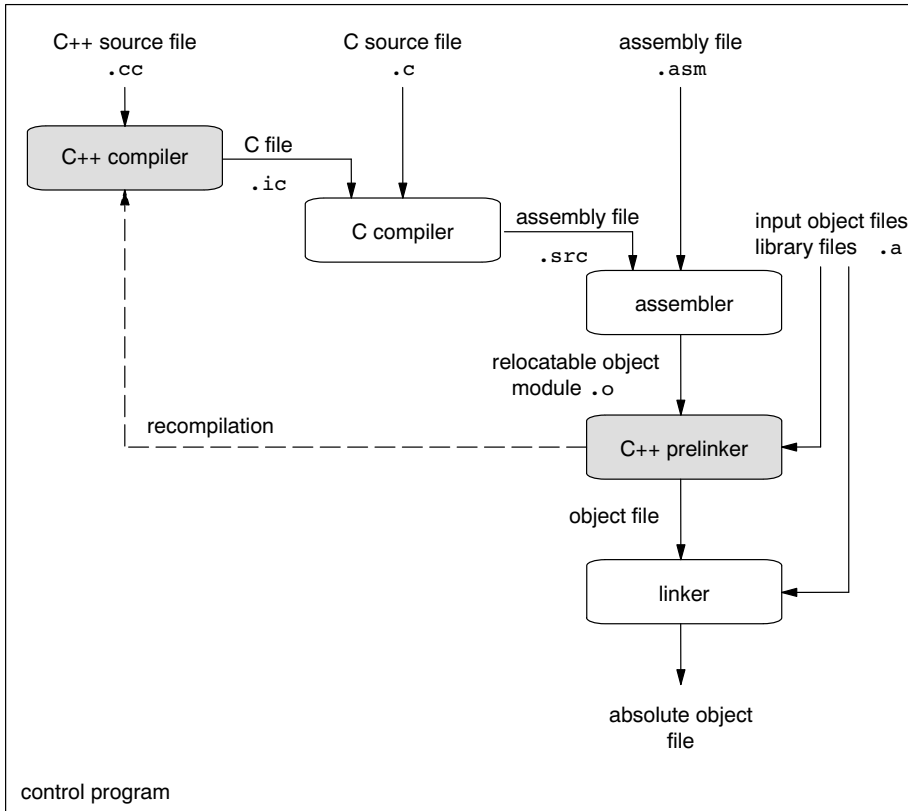 C++ source file
.cc
C source file
.c
assembly file
.asm
C++ compiler
C file
.ic
C compiler
assembly file
.src
input object files
library files .a
assembler
relocatable object
module .o
recompilation
C++ prelinker
object file
linker
absolute object
file
control program